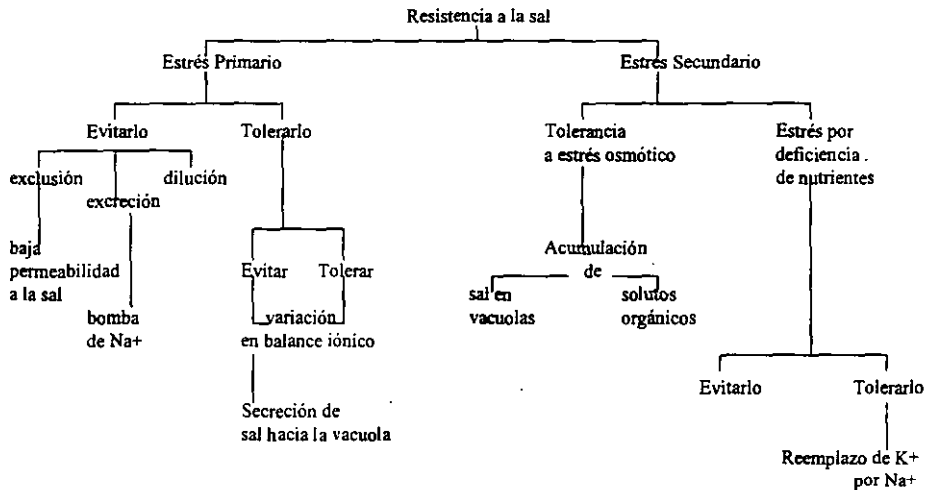 Resistencia a la sal
Estrés Primario
Estrés Secundario
Evitarlo
Tolerarlo
Tolerancia
a estrés osmótico
Estrés por
deficiencia .
de nutrientes
exclusión
excreción
dilución
baja
permeabilidad
a la sal
bomba
de Na+
Evitar
Tolerar
variación
en balance iónico
Secreción de
sal hacia la vacuola
Acumulación
de
sal en
vacuolas
solutos
orgánicos
Evitarlo
Tolerarlo
Reemplazo de K+
por Na+